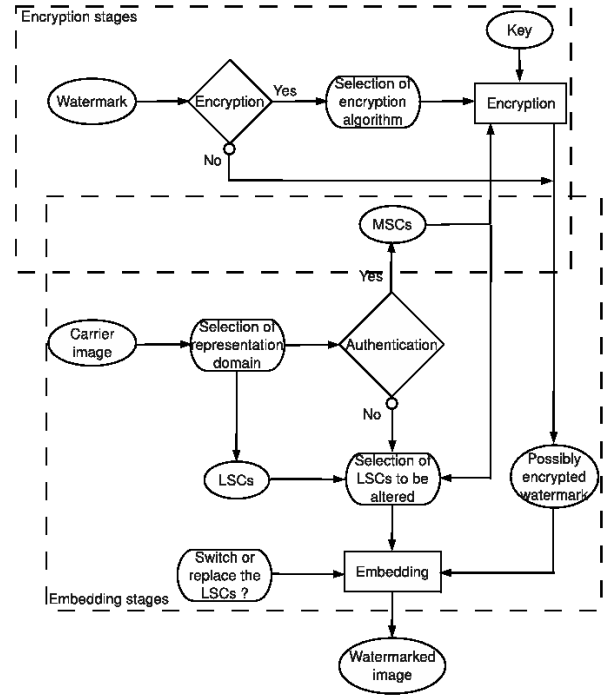 Encryption stages
Key
Watermark
Encryption
Yes
Selection of
encryption
algorithm
Encryption
No
MSCs
Yes
Carrier
image
Selection of
representation
domain
Authentication
No
LSCs
Selection of
LSCs to be
altered
Possibly
encrypted
watermark
Switch or
replace the
LSCs ?
Embedding
Embedding stages
Watermarked
image